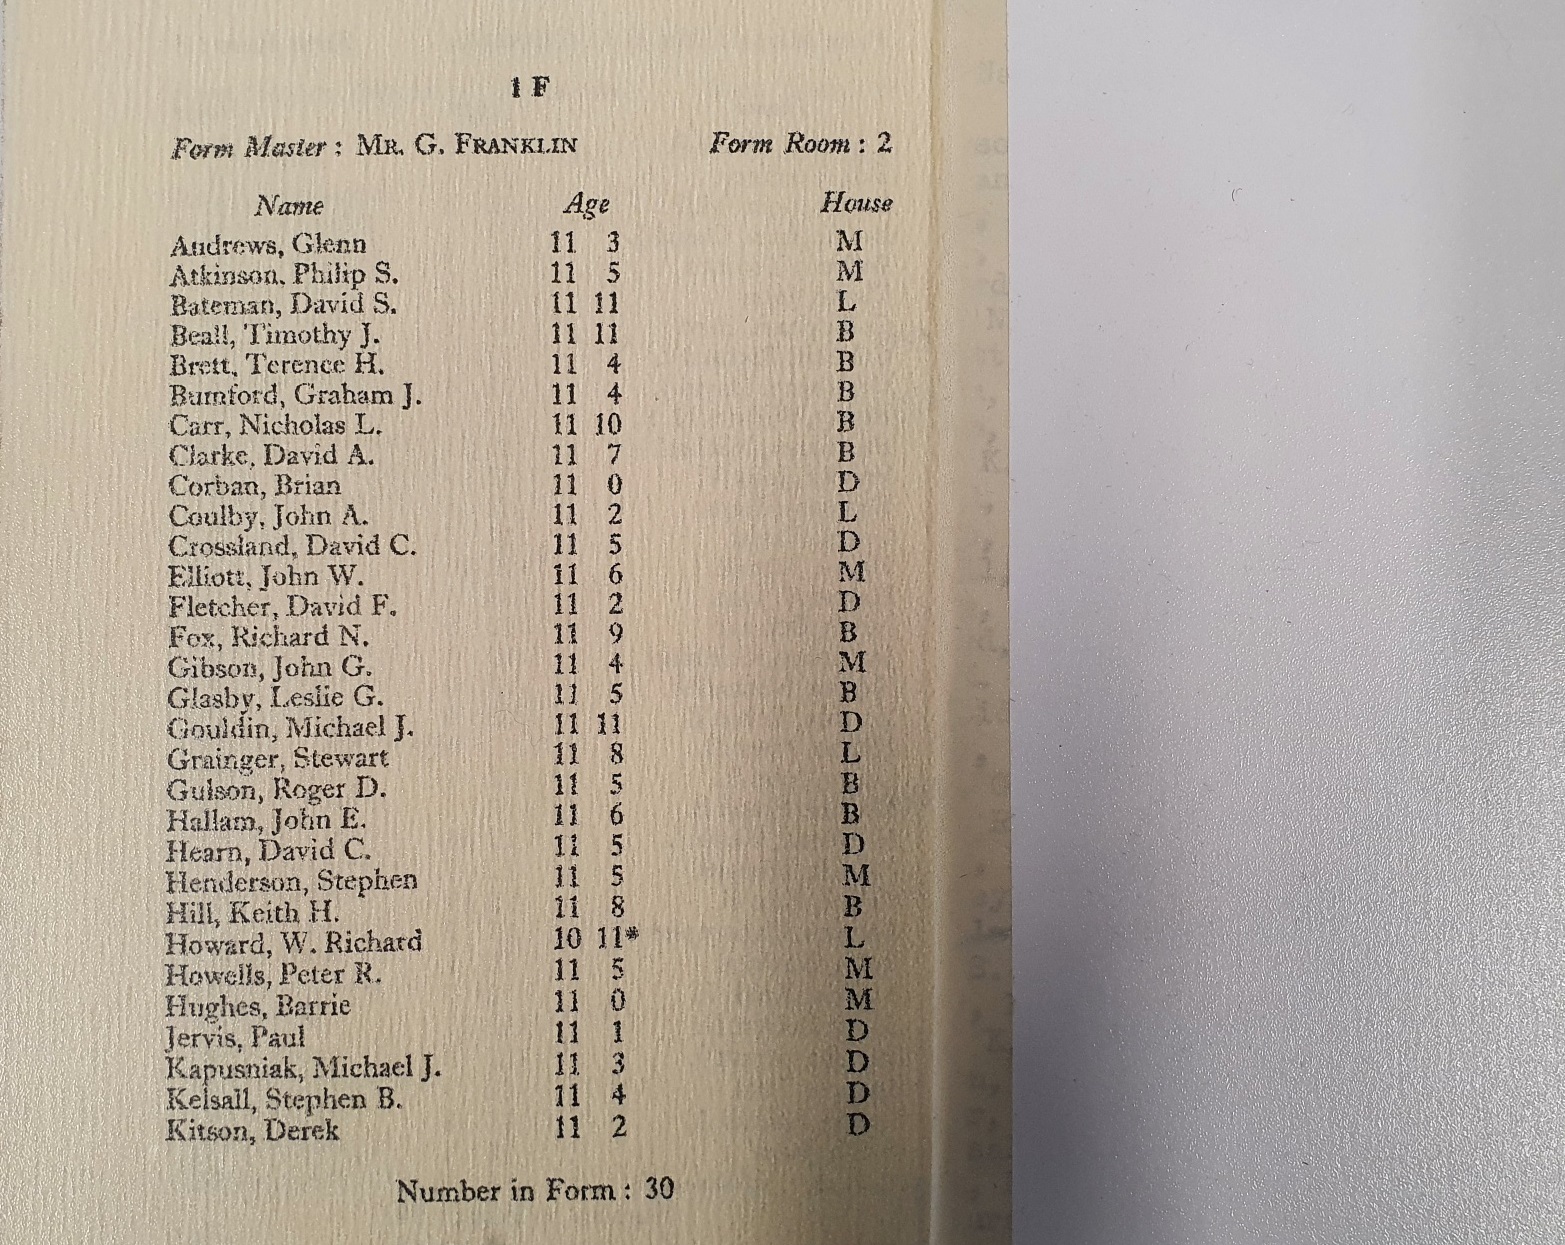 1 F
Form Master : MR. G. FRANKLIN Form Room : 2
Name Age House
Andrews, Glenn 11 3 M
Atkinson, Philip S. 11 5 M
Bateman, David S. 11 11 L
Beall, Timothy J. 11 11 B
Brett, Terence H. 11 4 B
Bumford, Graham J. 11 4 B
Carr, Nicholas L. 11 10 B
Clarke, David A. 11 7 B
Corban, Brian 11 0 D
Coulby, John A. 11 2 L
Crossland, David C. 11 5 D
Elliott, John W. 11 6 M
Fletcher, David F. 11 2 D
Fox, Richard N. 11 9 B
Gibson, John G. 11 4 M
Glasby, Leslie G. 11 5 B
Gouldin, Michael J. 11 11 D
Grainger, Stewart 11 8 L
Gulson, Roger D. 11 5 B
Hallam, John E. 11 6 B
Hearn, David C. 11 5 D
Henderson, Stephen 11 5 M
Hill, Keith H. 11 8 B
Howard, W. Richard 10 11* L
Howells, Peter R. 11 5 M
Hughes, Barrie 11 0 M
Jervis, Paul 11 1 D
Kapusniak, Michael J. 11 3 D
Kelsall, Stephen B. 11 4 D
Kitson, Derek 11 2 D
Number in Form : 30